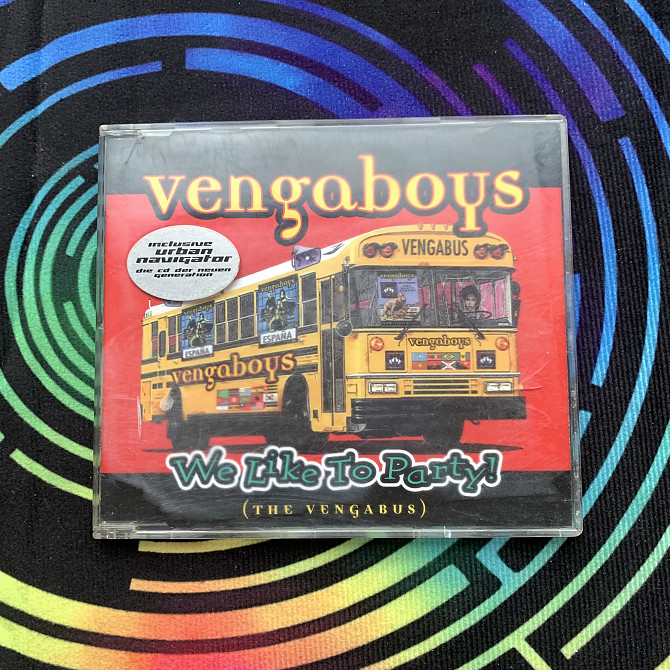 vengaboys
inclusive
urban
navigator
die cd der neuen
generation
VENGABUS
vengaboys
ESPAÑA
ESPAÑA
vengaboys
vengaboys
We Like To Party!
(THE VENGABUS)